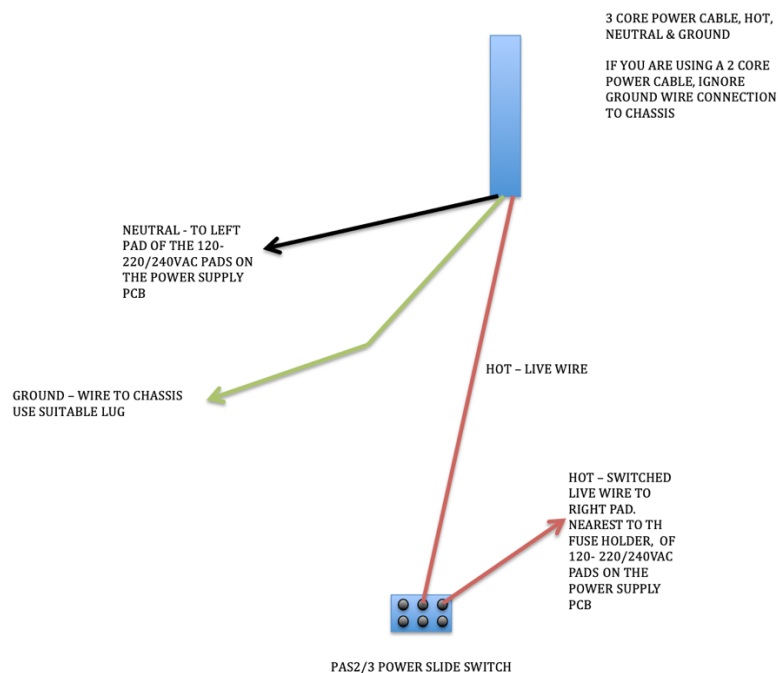 3 CORE POWER CABLE, HOT,
NEUTRAL & GROUND
IF YOU ARE USING A 2 CORE
POWER CABLE, IGNORE
GROUND WIRE CONNECTION
TO CHASSIS
NEUTRAL - TO LEFT
PAD OF THE 120-
220/240VAC PADS ON
THE POWER SUPPLY
PCB
HOT – LIVE WIRE
GROUND – WIRE TO CHASSIS
USE SUITABLE LUG
HOT – SWITCHED
LIVE WIRE TO
RIGHT PAD.
NEAREST TO TH
FUSE HOLDER, OF
120- 220/240VAC
PADS ON THE
POWER SUPPLY
PCB
PAS2/3 POWER SLIDE SWITCH